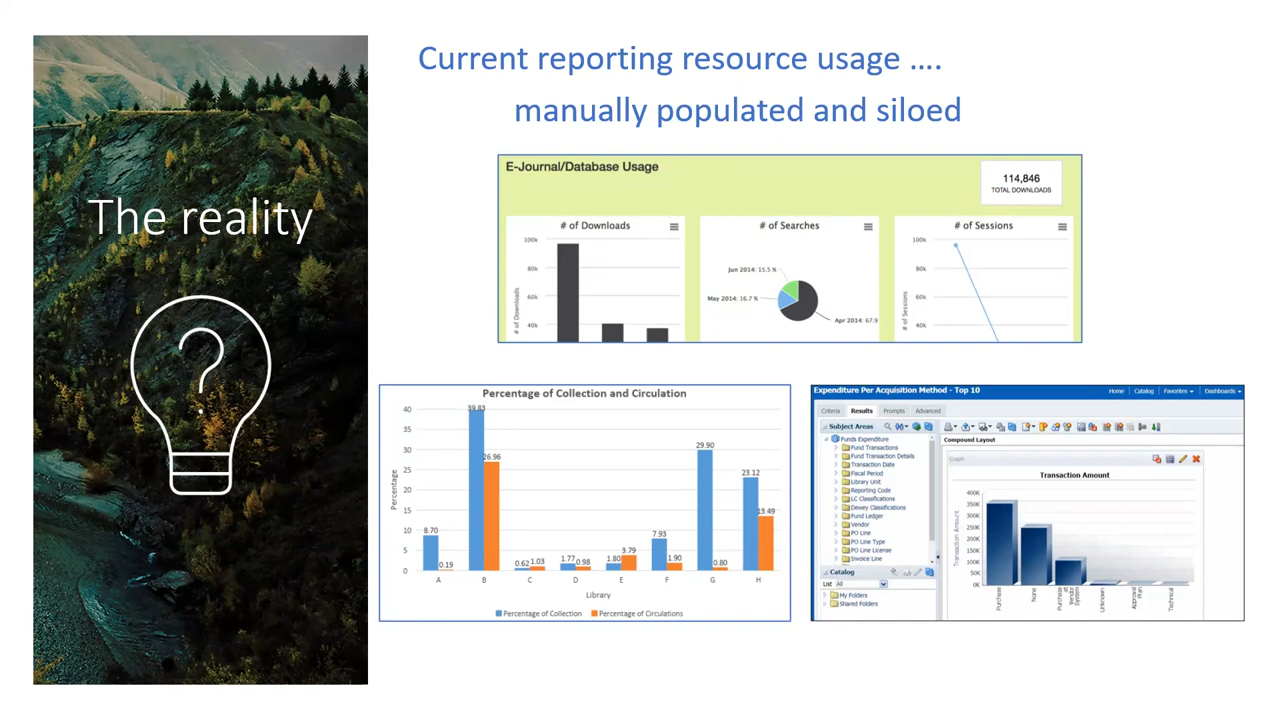 The reality
Current reporting resource usage ….
manually populated and siloed
E-Journal/Database Usage
114,846
TOTAL DOWNLOADS
# of Downloads
100k
80k
60k
40k
# of Downloads
# of Searches
Jun 2014: 15.5 %
May 2014: 16.7 %
Apr 2014: 67.9
# of Sessions
100k
80k
60k
40k
# of Sessions
Percentage of Collection and Circulation
40
35
30
25
20
15
10
5
0
Percentage
8.70
0.19
39.83
26.96
0.62
1.03
1.77
0.98
1.80
3.79
7.93
1.90
29.90
0.80
23.12
13.49
A B C D E F G H
Library
Percentage of Collection Percentage of Circulations
Expenditure Per Acquisition Method - Top 10
Home Catalog Favorites Dashboards
Criteria Results Prompts Advanced
Subject Areas
Funds Expenditure
Fund Transactions
Fund Transaction Details
Transaction Date
Fiscal Period
Library Unit
Reporting Code
LC Classifications
Dewey Classifications
Fund Ledger
Vendor
PO Line
PO Line Type
PO Line License
Invoice Line
Catalog
List All
My Folders
Shared Folders
Compound Layout
Graph
Transaction Amount
400K
350K
300K
250K
200K
150K
100K
50K
0K
Transaction Amount
Purchase
None
Purchase at Vendor System
Unknown
Approval Plan
Technical